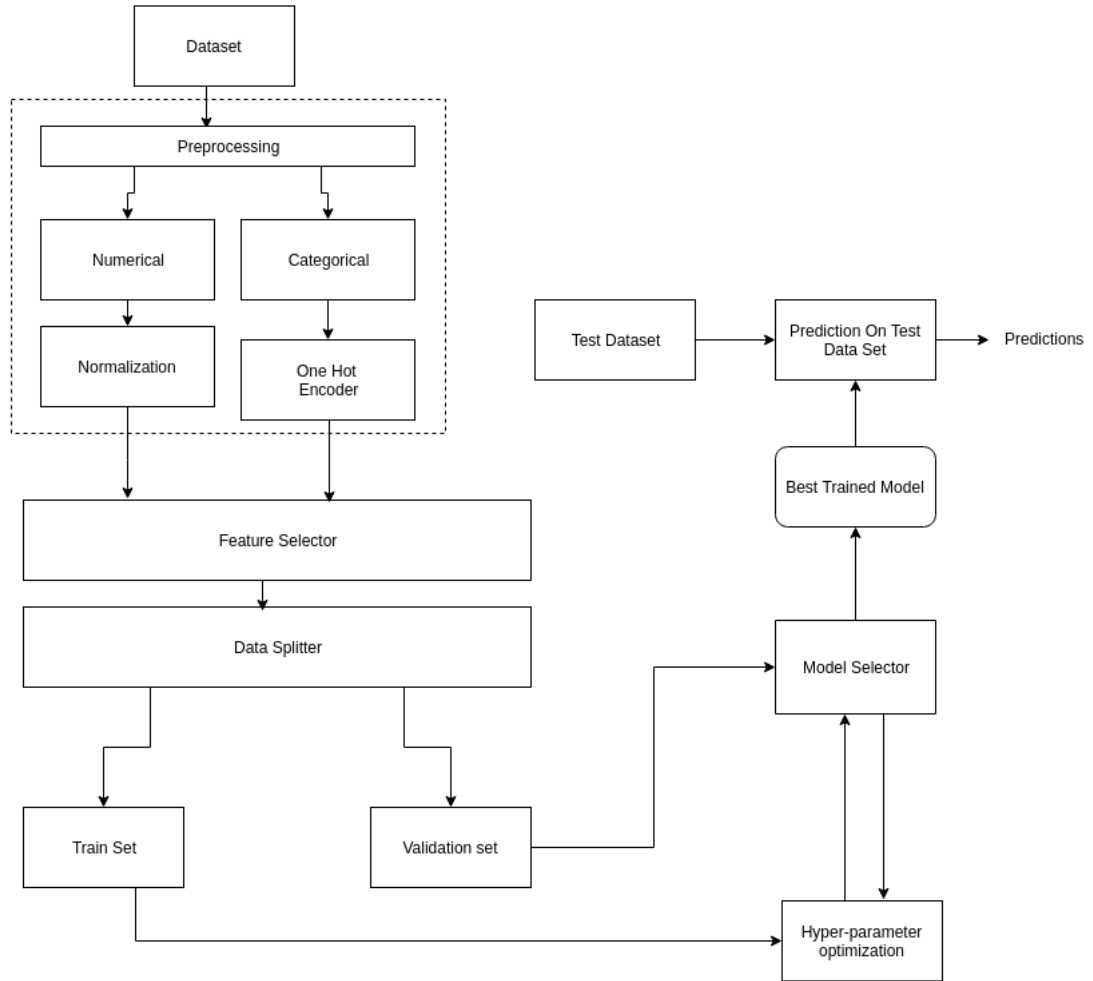 Dataset
Preprocessing
Numerical
Categorical
Normalization
One Hot
Encoder
Feature Selector
Data Splitter
Train Set
Validation set
Test Dataset
Prediction On Test
Data Set
Predictions
Best Trained Model
Model Selector
Hyper-parameter
optimization